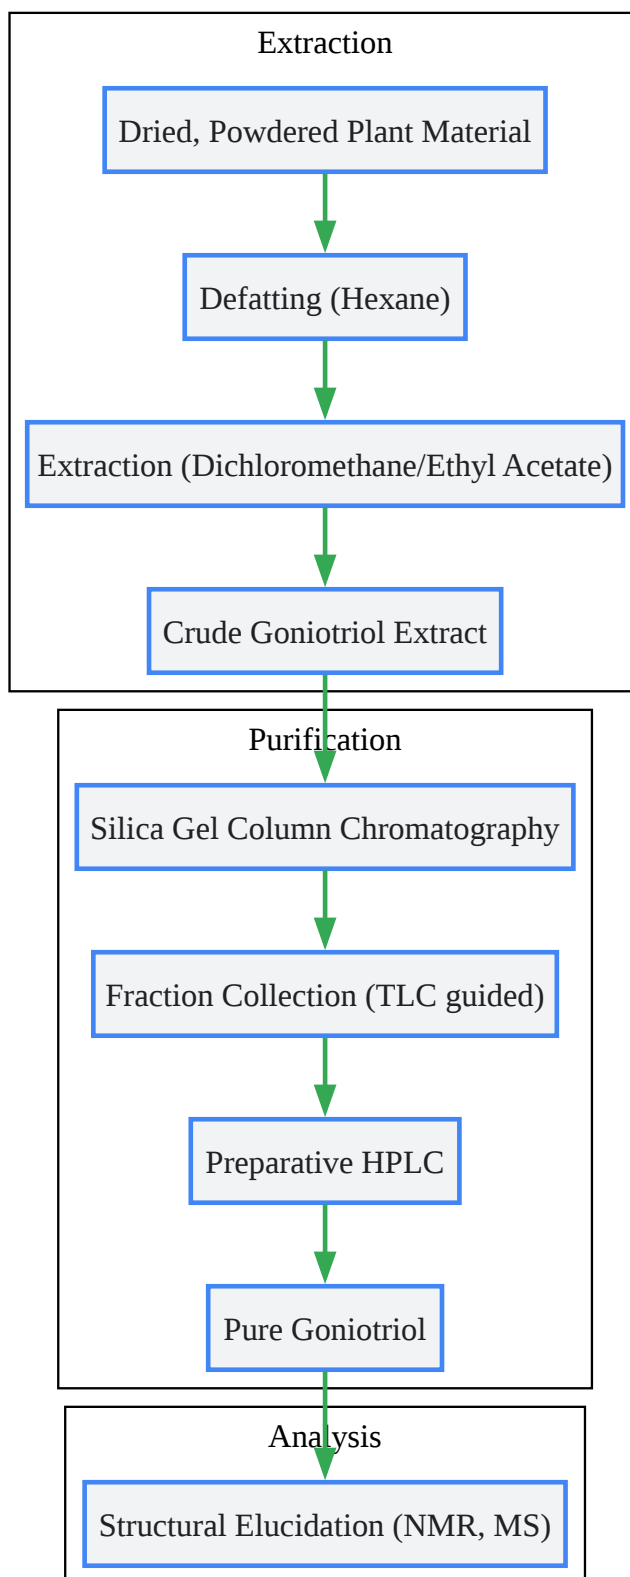 Extraction
Dried, Powdered Plant Material
Defatting (Hexane)
Extraction (Dichloromethane/Ethyl Acetate)
Crude Goniotriol Extract
Purification
Silica Gel Column Chromatography
Fraction Collection (TLC guided)
Preparative HPLC
Pure Goniotriol
Analysis
Structural Elucidation (NMR, MS)